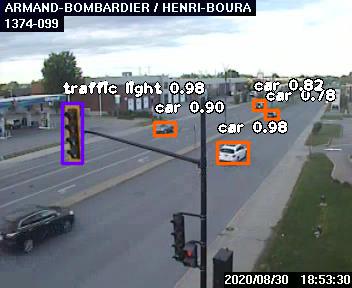 ARMAND-BOMBARDIER / HENRI-BOURA
1374-099
traffic light 0.98
car 0.82
car 0.78
car 0.90
car 0.98
2020/08/30 18:53:30